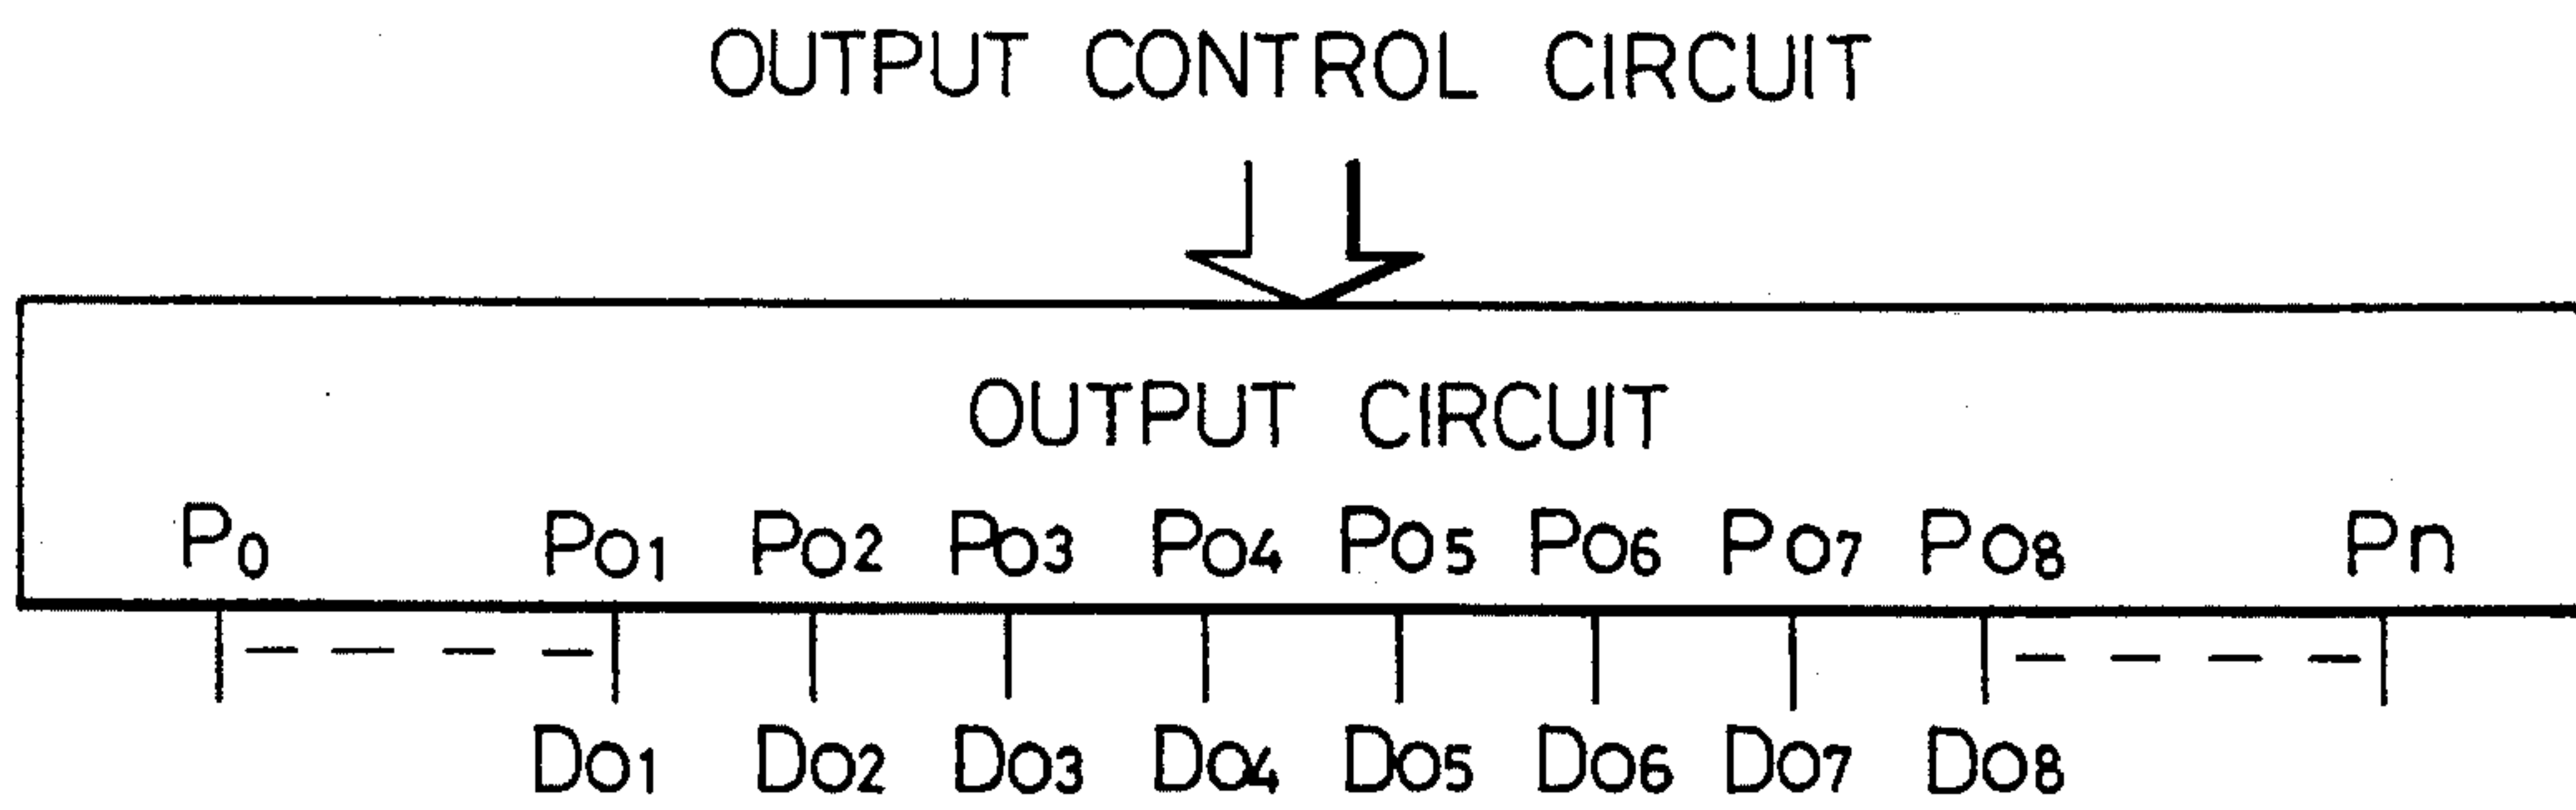 OUTPUT CONTROL CIRCUIT
OUTPUT CIRCUIT
P0 Po1 Po2 Po3 Po4 Po5 Po6 Po7 Po8 Pn
Do1 Do2 Do3 Do4 Do5 Do6 Do7 Do8